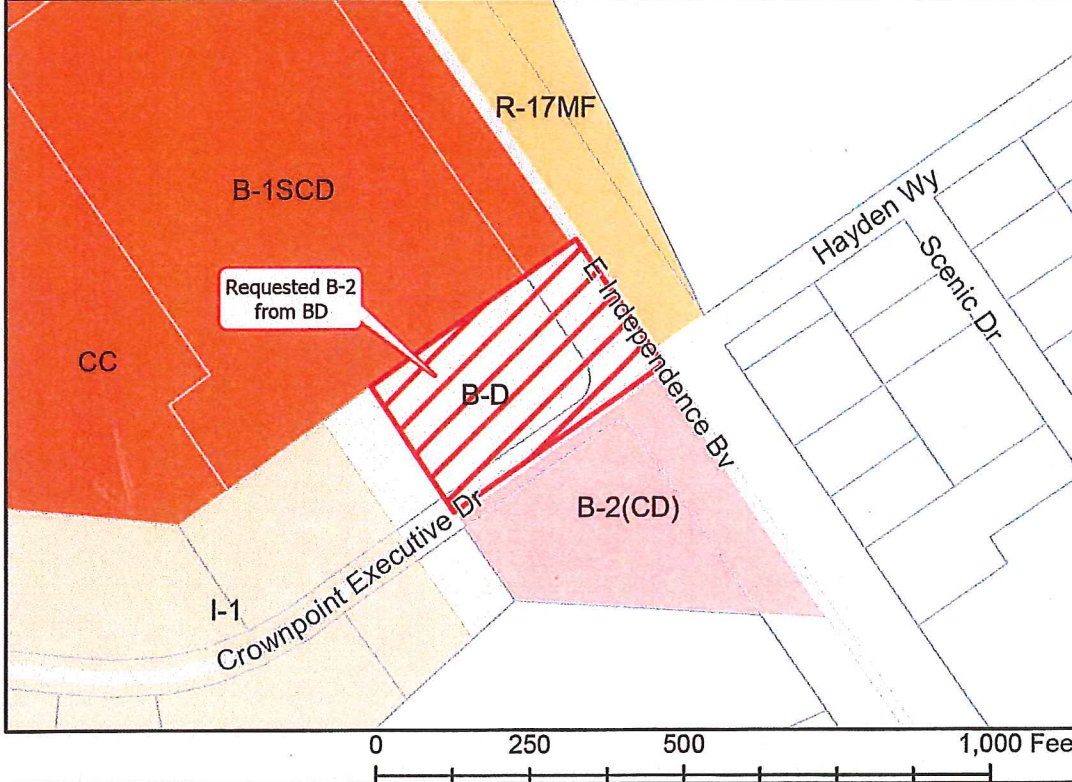 R-17MF
B-1SCD
Hayden Wy
Scenic Dr
E Independence Bv
Requested B-2
from BD
CC
B-D
B-2(CD)
Crownpoint Executive Dr
I-1
0 250 500 1,000 Fee